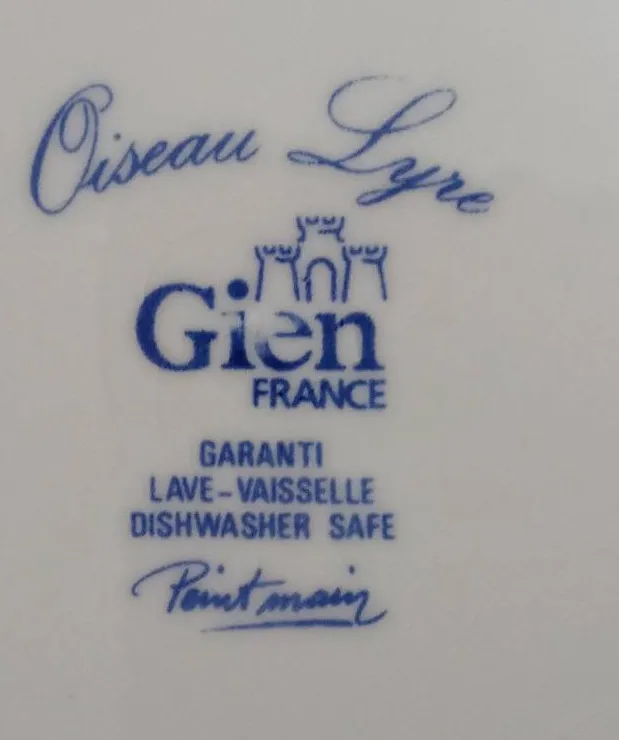 Oiseau Lyre
Gien
FRANCE
GARANTI
LAVE-VAISSELLE
DISHWASHER SAFE
Peint main